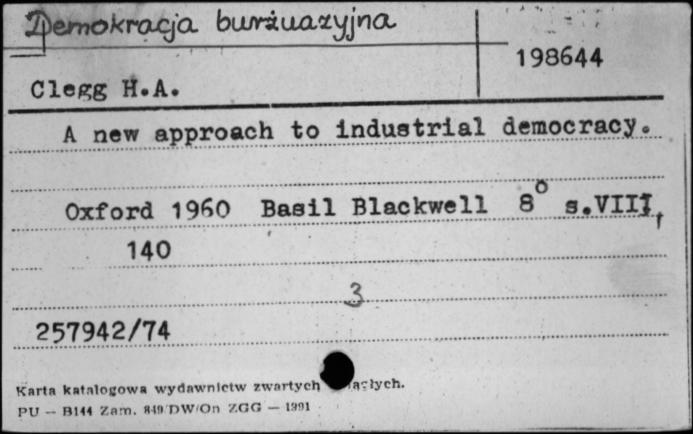 Demokracja burżuazyjna
198644
Clegg H.A.
A new approach to industrial democracy.
Oxford 1960 Basil Blackwell 8° s.VIII,
140
3
257942/74
Karta katalogowa wydawnictw zwartych
PU — B144 Zam. 849/DW/On ZGG — 1991